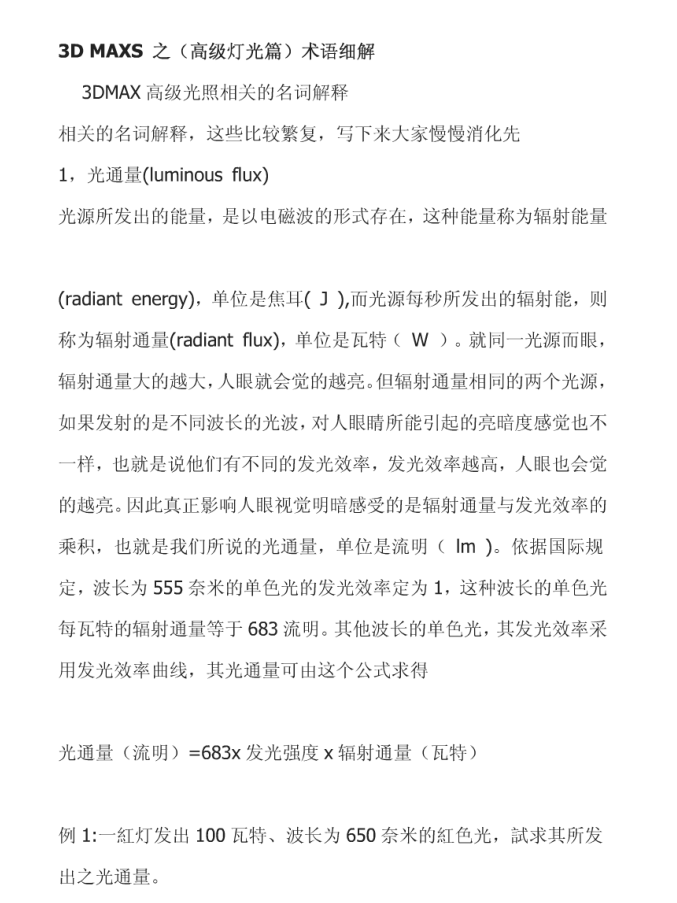 3D MAXS 之（高级灯光篇）术语细解
3DMAX 高级光照相关的名词解释
相关的名词解释，这些比较繁复，写下来大家慢慢消化先
1，光通量(luminous flux)
光源所发出的能量，是以电磁波的形式存在，这种能量称为辐射能量
(radiant energy)，单位是焦耳( J ),而光源每秒所发出的辐射能，则
称为辐射通量(radiant flux)，单位是瓦特（ W ）。就同一光源而眼，
辐射通量大的越大，人眼就会觉的越亮。但辐射通量相同的两个光源，
如果发射的是不同波长的光波，对人眼睛所能引起的亮暗度感觉也不
一样，也就是说他们有不同的发光效率，发光效率越高，人眼也会觉
的越亮。因此真正影响人眼视觉明暗感受的是辐射通量与发光效率的
乘积，也就是我们所说的光通量，单位是流明（ lm )。依据国际规
定，波长为 555 奈米的单色光的发光效率定为 1，这种波长的单色光
每瓦特的辐射通量等于 683 流明。其他波长的单色光，其发光效率采
用发光效率曲线，其光通量可由这个公式求得
光通量（流明）=683x 发光强度 x 辐射通量（瓦特）
例 1:一紅灯发出 100 瓦特、波长为 650 奈米的紅色光，試求其所发
出之光通量。